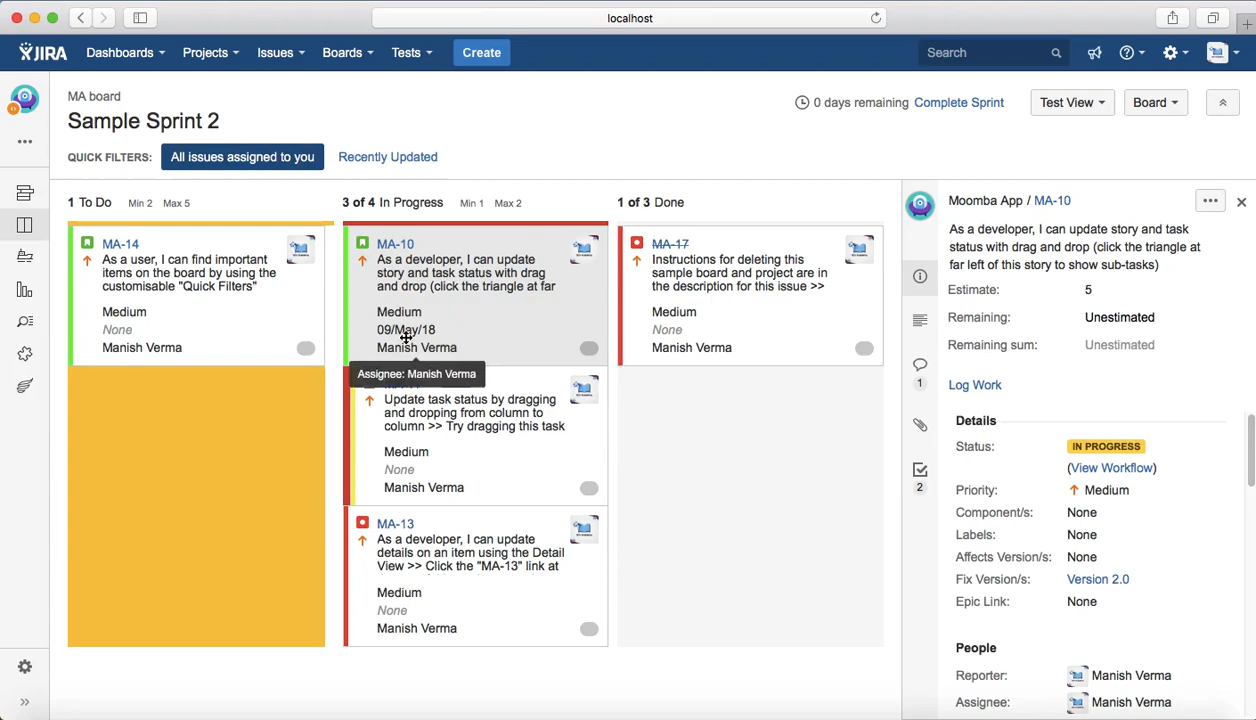 localhost
JIRA Dashboards Projects Issues Boards Tests Create Search
MA board
Sample Sprint 2
0 days remaining Complete Sprint Test View Board
QUICK FILTERS: All issues assigned to you Recently Updated
1 To Do Min 2 Max 5
MA-14
As a user, I can find important
items on the board by using the
customisable "Quick Filters"
Medium
None
Manish Verma
3 of 4 In Progress Min 1 Max 2
MA-10
As a developer, I can update
story and task status with drag
and drop (click the triangle at far
Medium
09/May/18
Manish Verma
Assignee: Manish Verma
Update task status by dragging
and dropping from column to
column >> Try dragging this task
Medium
None
Manish Verma
MA-13
As a developer, I can update
details on an item using the Detail
View >> Click the "MA-13" link at
Medium
None
Manish Verma
1 of 3 Done
MA-17
Instructions for deleting this
sample board and project are in
the description for this issue >>
Medium
None
Manish Verma
Moomba App / MA-10
As a developer, I can update story and task
status with drag and drop (click the triangle at
far left of this story to show sub-tasks)
Estimate: 5
Remaining: Unestimated
Remaining sum: Unestimated
1
Log Work
2
Details
Status: IN PROGRESS
(View Workflow)
Priority: Medium
Component/s: None
Labels: None
Affects Version/s: None
Fix Version/s: Version 2.0
Epic Link: None
People
Reporter: Manish Verma
Assignee: Manish Verma